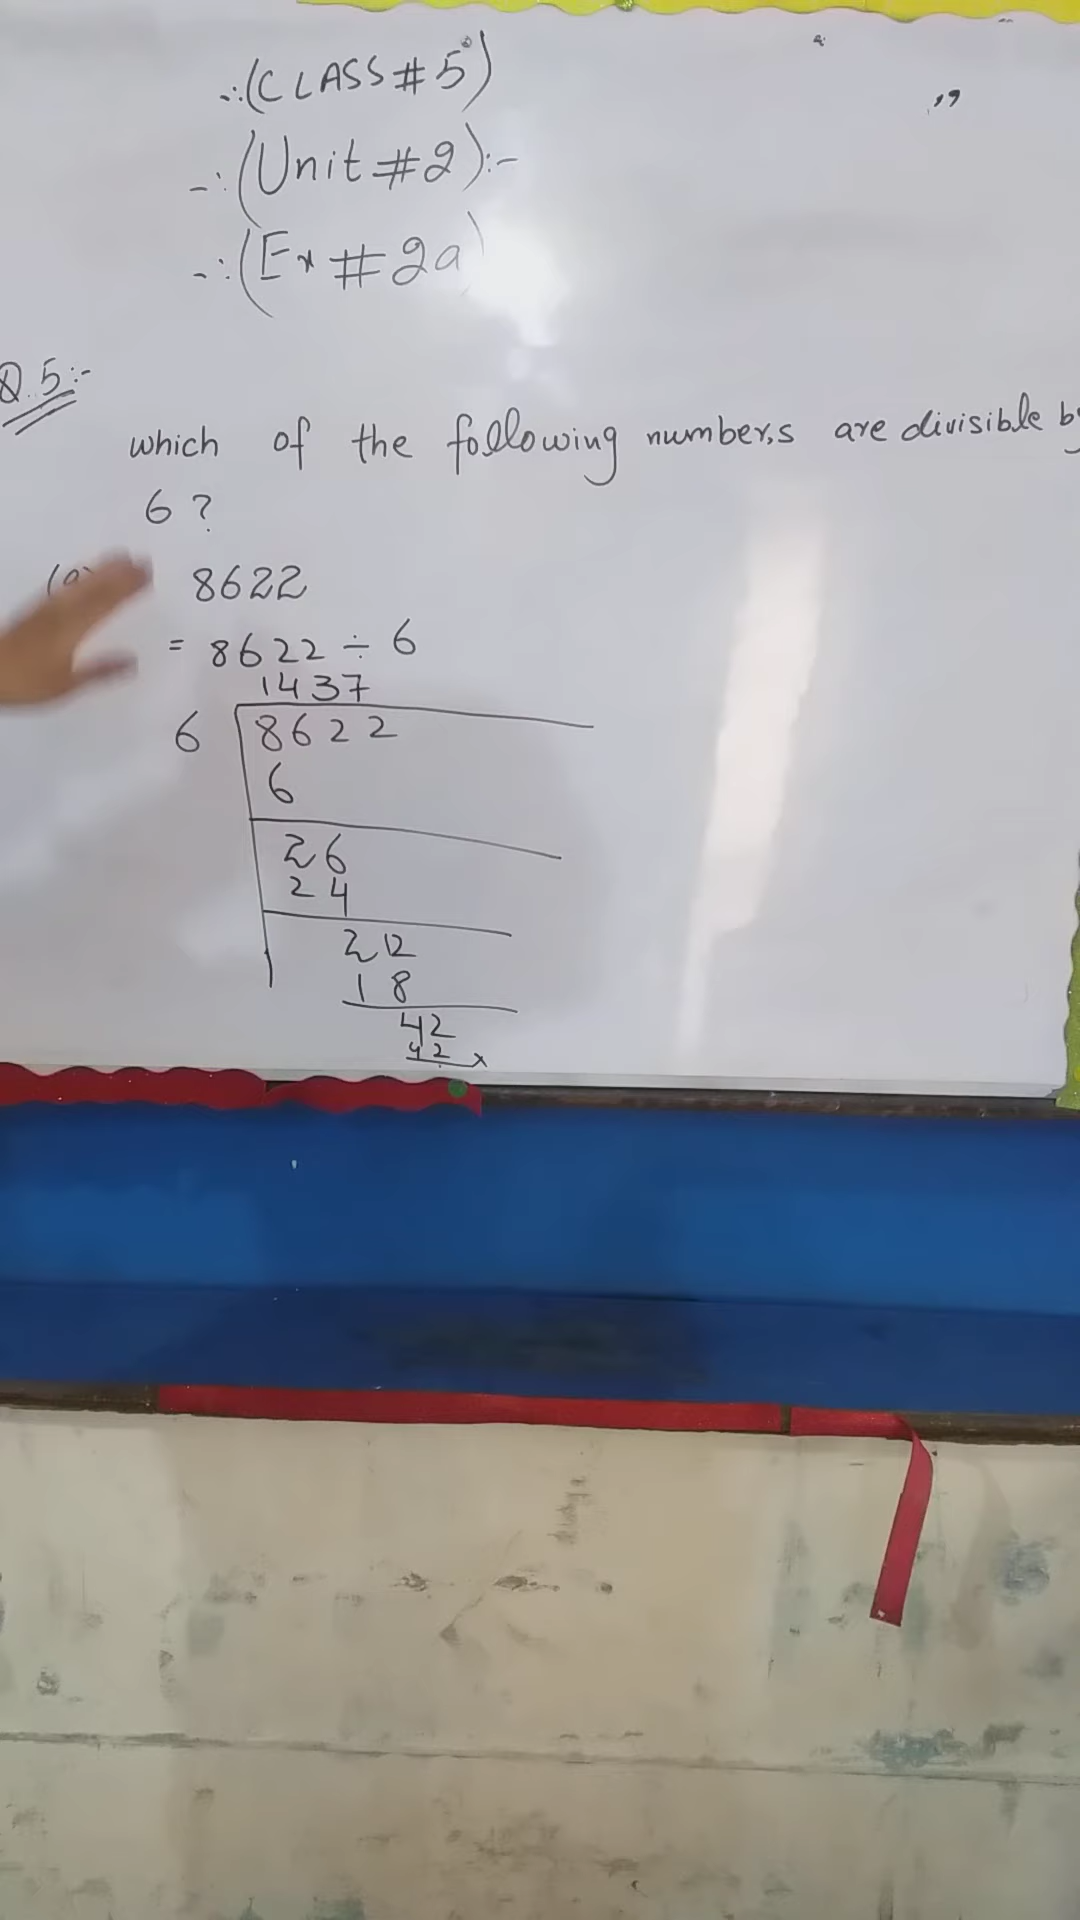 -:(CLASS#5)
-:(Unit#2):-
-:(Ex#2a)
Q.5:-
which of the following numbers are divisible by
6?
(a) 8622
= 8622 ÷ 6
1437
6 8622
6
26
24
22
18
42
42
x